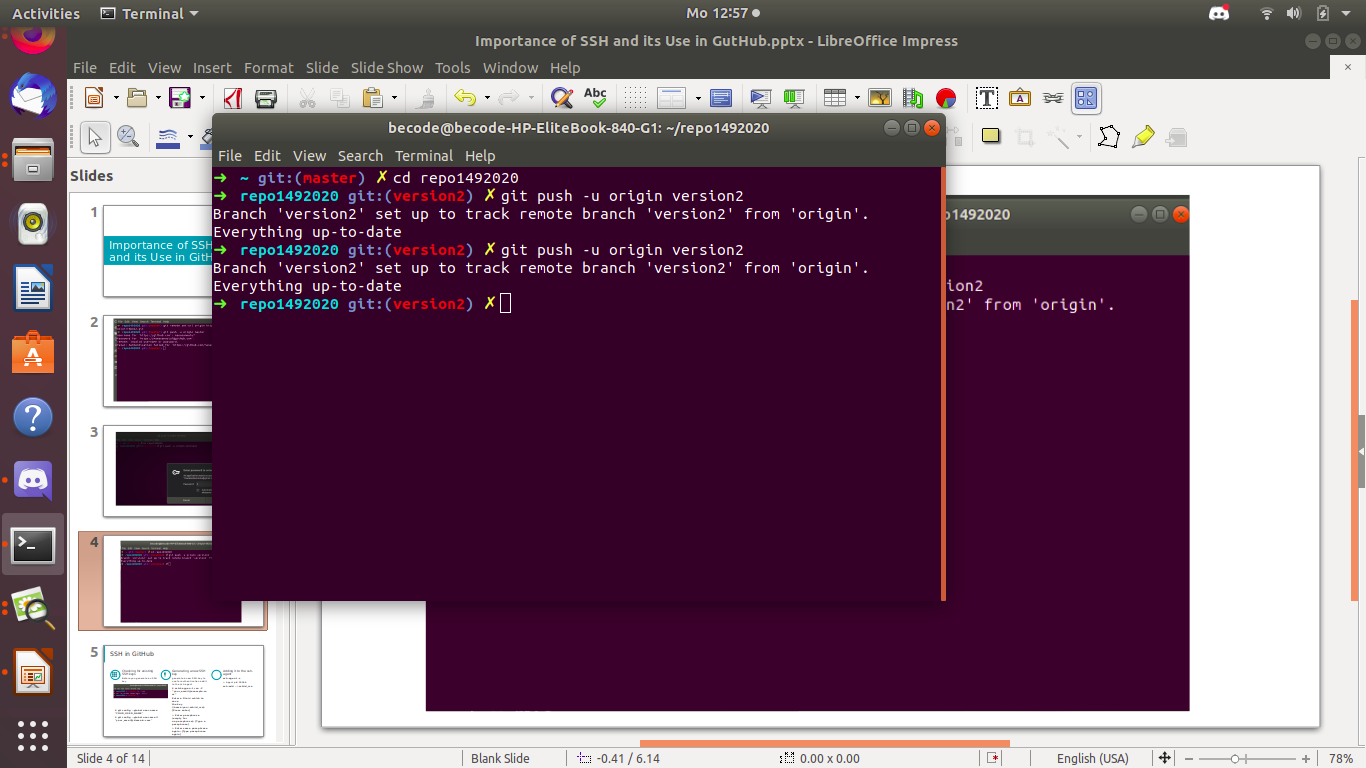 Activities
Terminal
Mo 12:57
Importance of SSH and its Use in GutHub.pptx - LibreOffice Impress
File Edit View Insert Format Slide Slide Show Tools Window Help
Abc
becode@becode-HP-EliteBook-840-G1: ~/repo1492020
File Edit View Search Terminal Help
➜ ~ git:(master) ✗ cd repo1492020
➜ repo1492020 git:(version2) ✗ git push -u origin version2
Branch 'version2' set up to track remote branch 'version2' from 'origin'.
Everything up-to-date
➜ repo1492020 git:(version2) ✗ git push -u origin version2
Branch 'version2' set up to track remote branch 'version2' from 'origin'.
Everything up-to-date
➜ repo1492020 git:(version2) ✗
Slides
1
Importance of SSH
and its Use in GitH
2
3
4
5
SSH in GitHub
o1492020
ion2
n2' from 'origin'.
Slide 4 of 14
Blank Slide
-0.41 / 6.14
0.00 x 0.00
English (USA)
78%